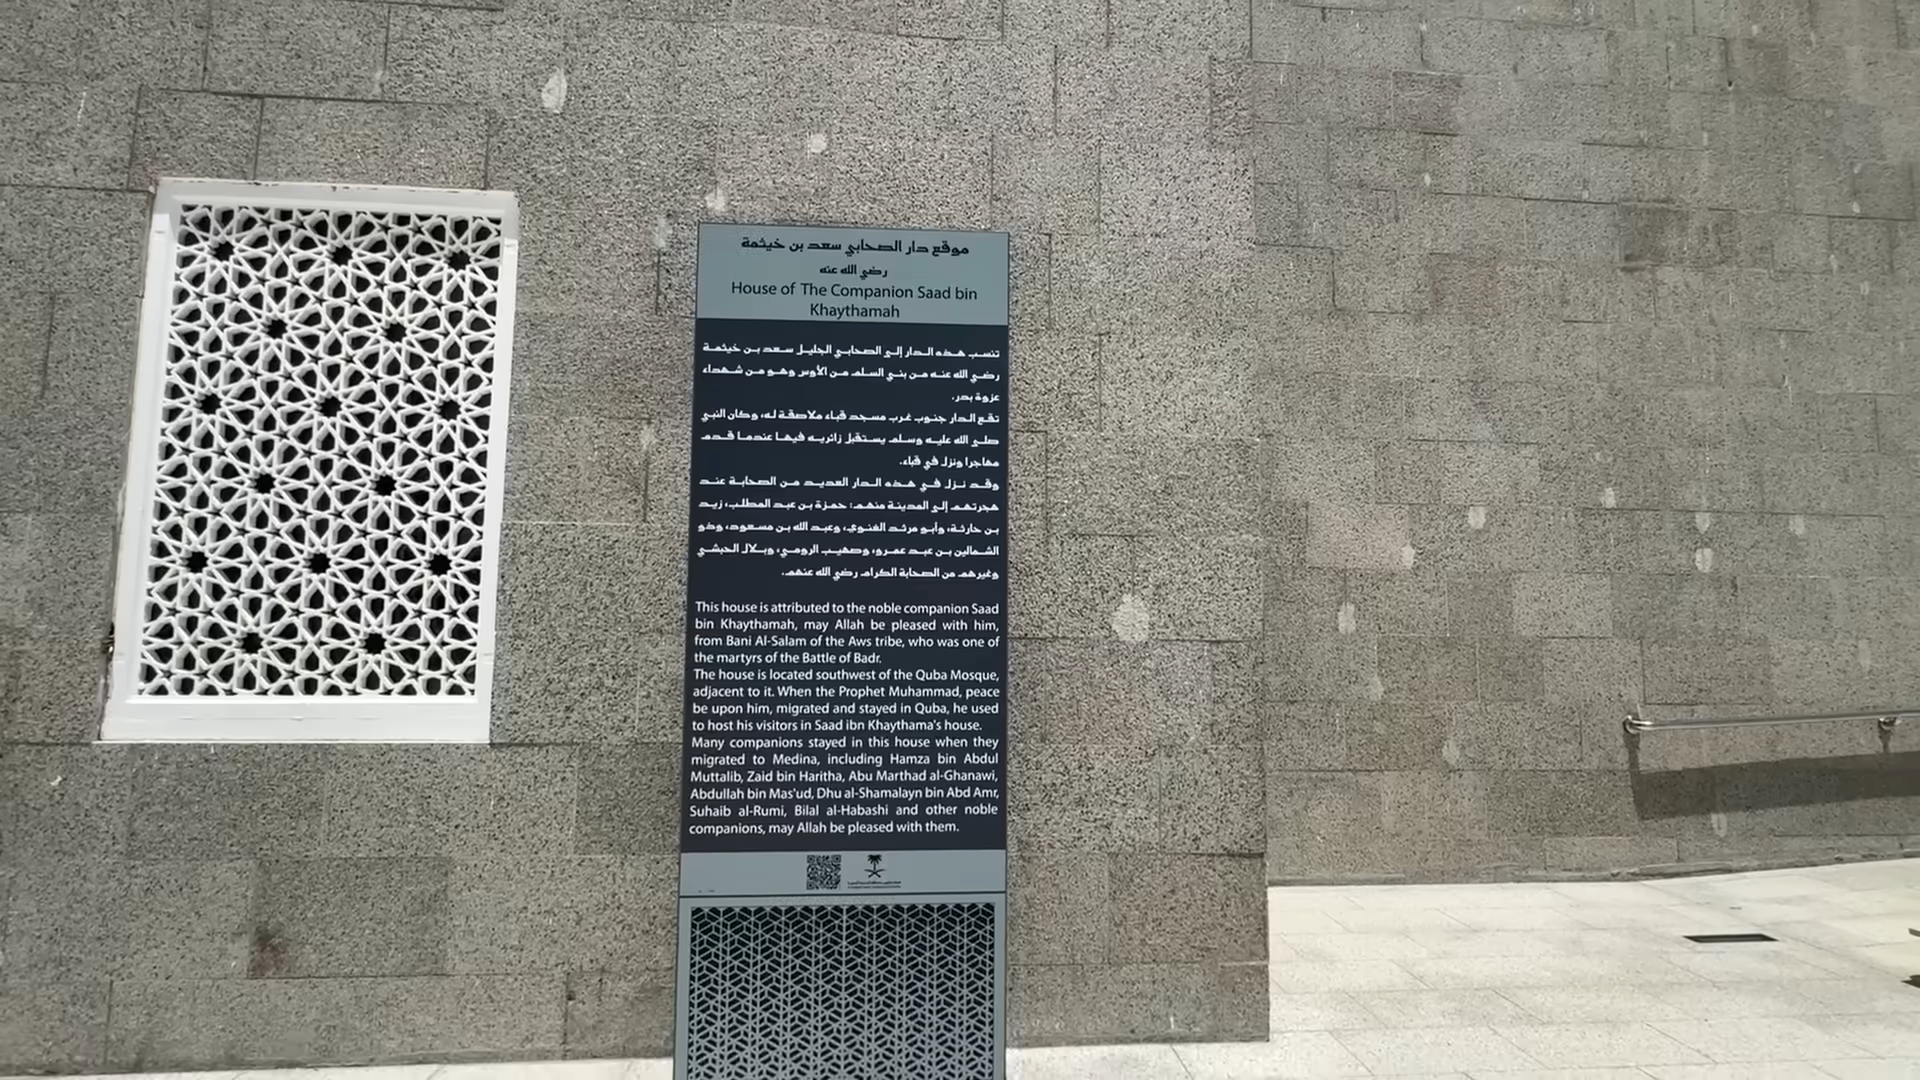 موقع دار الصحابي سعد بن خيثمة
رضي الله عنه
House of The Companion Saad bin
Khaythamah
تنسب هذه الدار إلى الصحابي الجليل سعد بن خيثمة
رضي الله عنه من بني السلم من الأوس وهو من شهداء
غزوة بدر.
تقع الدار جنوب غرب مسجد قباء ملاصقة له، وكان النبي
صلى الله عليه وسلم يستقبل زائريه فيها عندما قدم
مهاجرا ونزل في قباء.
وقد نزل في هذه الدار العديد من الصحابة عند
هجرتهم إلى المدينة منهم: حمزة بن عبد المطلب، زيد
بن حارثة، وأبو مرثد الغنوي، وعبد الله بن مسعود، وذو
الشمالين بن عبد عمرو، وصهيب الرومي، وبلال الحبشي
وغيرهم من الصحابة الكرام رضي الله عنهم.
This house is attributed to the noble companion Saad
bin Khaythamah, may Allah be pleased with him,
from Bani Al-Salam of the Aws tribe, who was one of
the martyrs of the Battle of Badr.
The house is located southwest of the Quba Mosque,
adjacent to it. When the Prophet Muhammad, peace
be upon him, migrated and stayed in Quba, he used
to host his visitors in Saad ibn Khaythama's house.
Many companions stayed in this house when they
migrated to Medina, including Hamza bin Abdul
Muttalib, Zaid bin Haritha, Abu Marthad al-Ghanawi,
Abdullah bin Mas'ud, Dhu al-Shamalayn bin Abd Amr,
Suhaib al-Rumi, Bilal al-Habashi and other noble
companions, may Allah be pleased with them.